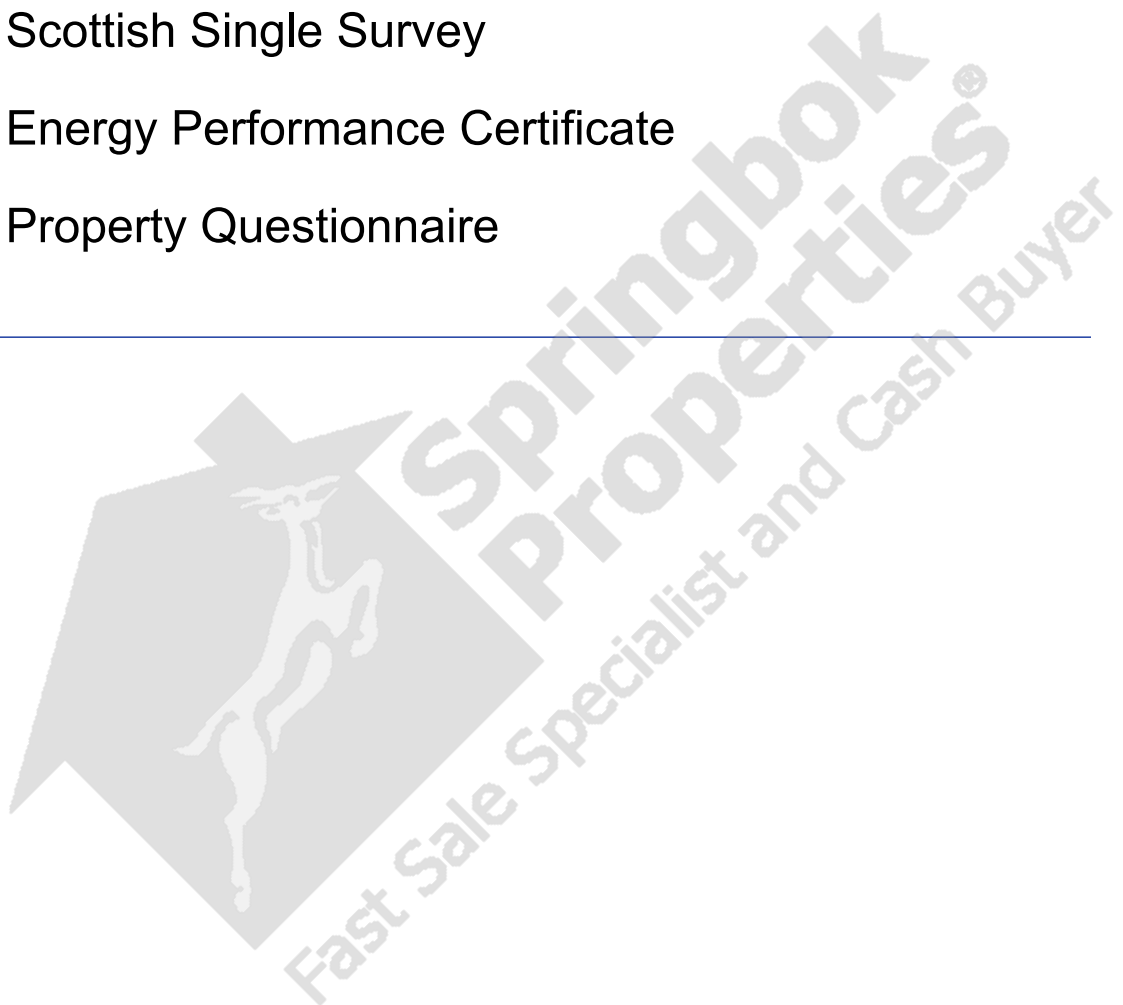 Scottish Single Survey
Energy Performance Certificate
Property Questionnaire
Springbok
Properties®
Fast Sale Specialist and Cash Buyer